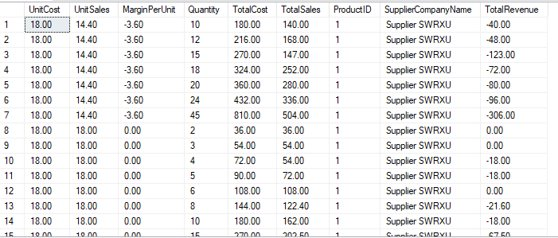 UnitCost UnitSales MarginPerUnit Quantity TotalCost TotalSales ProductID SupplierCompanyName TotalRevenue
1 18.00 14.40 -3.60 10 180.00 140.00 1 Supplier SWRXU -40.00
2 18.00 14.40 -3.60 12 216.00 168.00 1 Supplier SWRXU -48.00
3 18.00 14.40 -3.60 15 270.00 147.00 1 Supplier SWRXU -123.00
4 18.00 14.40 -3.60 18 324.00 252.00 1 Supplier SWRXU -72.00
5 18.00 14.40 -3.60 20 360.00 280.00 1 Supplier SWRXU -80.00
6 18.00 14.40 -3.60 24 432.00 336.00 1 Supplier SWRXU -96.00
7 18.00 14.40 -3.60 45 810.00 504.00 1 Supplier SWRXU -306.00
8 18.00 18.00 0.00 2 36.00 36.00 1 Supplier SWRXU 0.00
9 18.00 18.00 0.00 3 54.00 54.00 1 Supplier SWRXU 0.00
10 18.00 18.00 0.00 4 72.00 54.00 1 Supplier SWRXU -18.00
11 18.00 18.00 0.00 5 90.00 72.00 1 Supplier SWRXU -18.00
12 18.00 18.00 0.00 6 108.00 108.00 1 Supplier SWRXU 0.00
13 18.00 18.00 0.00 8 144.00 122.40 1 Supplier SWRXU -21.60
14 18.00 18.00 0.00 10 180.00 162.00 1 Supplier SWRXU -18.00
15 18.00 18.00 0.00 15 270.00 202.50 1 Supplier SWRXU -67.50